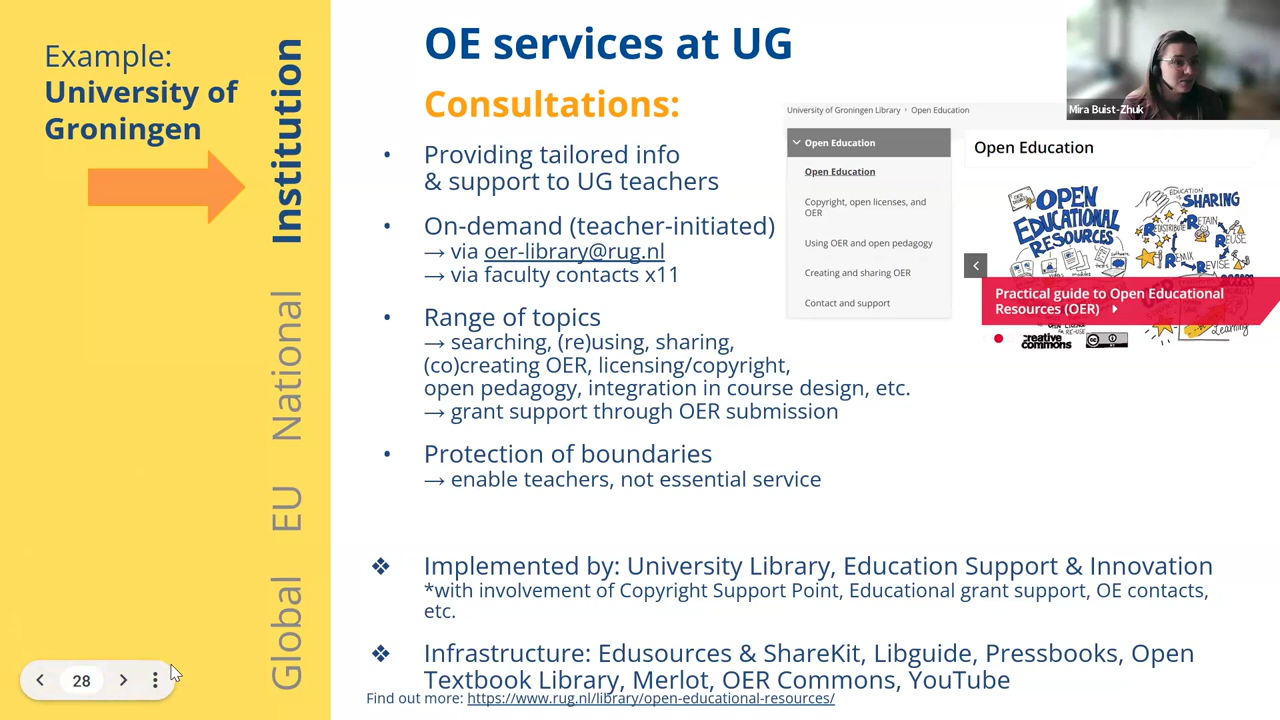 Example:
University of
Groningen
Institution
National
EU
Global
28
OE services at UG
Consultations:
• Providing tailored info
& support to UG teachers
• On-demand (teacher-initiated)
→ via oer-library@rug.nl
→ via faculty contacts x11
• Range of topics
→ searching, (re)using, sharing,
(co)creating OER, licensing/copyright,
open pedagogy, integration in course design, etc.
→ grant support through OER submission
• Protection of boundaries
→ enable teachers, not essential service
❖ Implemented by: University Library, Education Support & Innovation
*with involvement of Copyright Support Point, Educational grant support, OE contacts,
etc.
❖ Infrastructure: Edusources & ShareKit, Libguide, Pressbooks, Open
Textbook Library, Merlot, OER Commons, YouTube
Find out more: https://www.rug.nl/library/open-educational-resources/
Mira Buist-Zhuk
University of Groningen Library › Open Education
Open Education
Open Education
Copyright, open licenses, and
OER
Using OER and open pedagogy
Creating and sharing OER
Contact and support
Open Education
OPEN
EDUCATIONAL
RESOURCES
EDUCATION
IS
SHARING
RETAIN
REDISTRIBUTE
REUSE
REMIX
REVISE
Practical guide to Open Educational
Resources (OER)
Learning
creative
commons